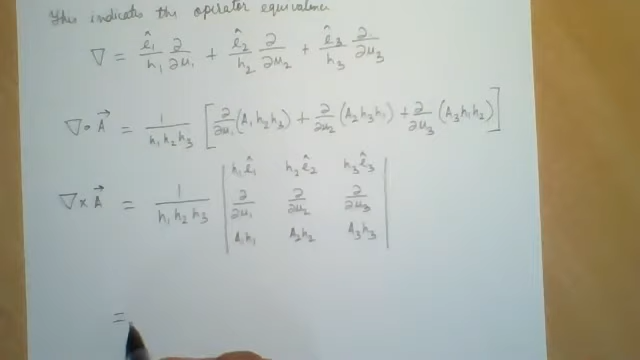 This indicates the operator equivalence
∇ = ê₁/h₁ ∂/∂u₁ + ê₂/h₂ ∂/∂u₂ + ê₃/h₃ ∂/∂u₃
∇∘A⃗ = 1/(h₁h₂h₃) [∂/∂u₁ (A₁h₂h₃) + ∂/∂u₂ (A₂h₃h₁) + ∂/∂u₃ (A₃h₁h₂)]
∇×A⃗ = 1/(h₁h₂h₃) | h₁ê₁ h₂ê₂ h₃ê₃
∂/∂u₁ ∂/∂u₂ ∂/∂u₃
A₁h₁ A₂h₂ A₃h₃ |
=